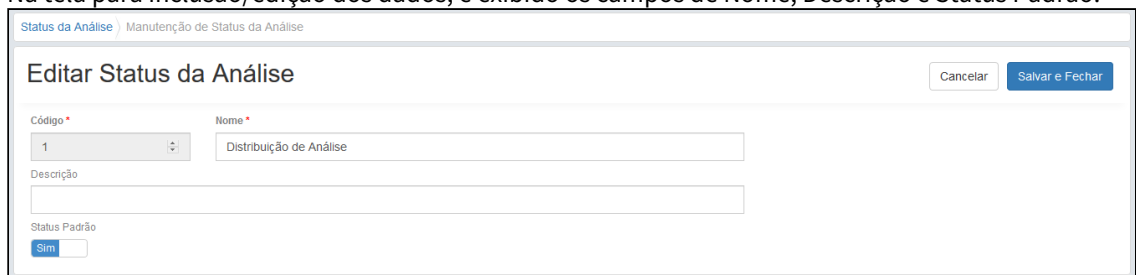 Na tela para inclusão/edição dos dados, é exibido os campos de Nome, Descrição e Status Padrão.
Status da Análise Manutenção de Status da Análise
Editar Status da Análise
Cancelar Salvar e Fechar
Código * Nome *
1 Distribuição de Análise
Descrição
Status Padrão
Sim